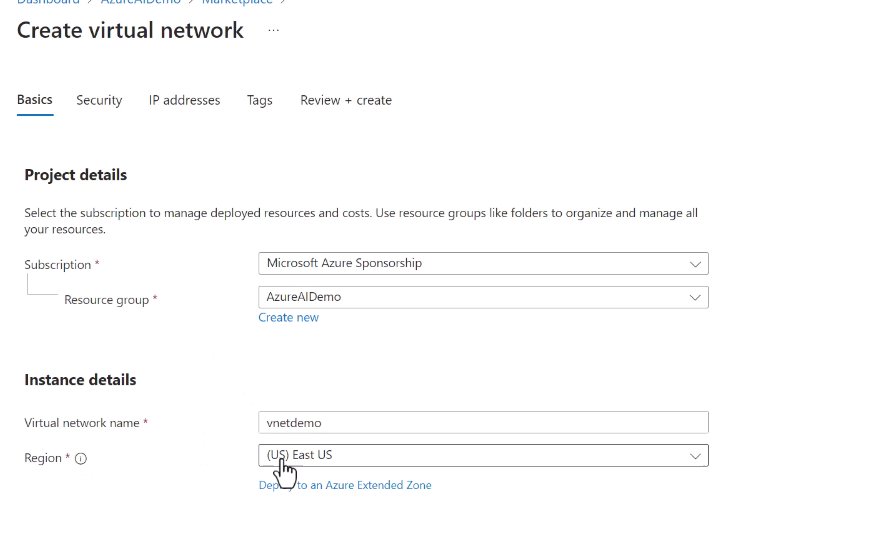 Dashboard > AzureAIDemo > Marketplace >
Create virtual network ...
Basics Security IP addresses Tags Review + create
Project details
Select the subscription to manage deployed resources and costs. Use resource groups like folders to organize and manage all
your resources.
Subscription * Microsoft Azure Sponsorship
Resource group * AzureAIDemo
Create new
Instance details
Virtual network name * vnetdemo
Region * (US) East US
Deploy to an Azure Extended Zone